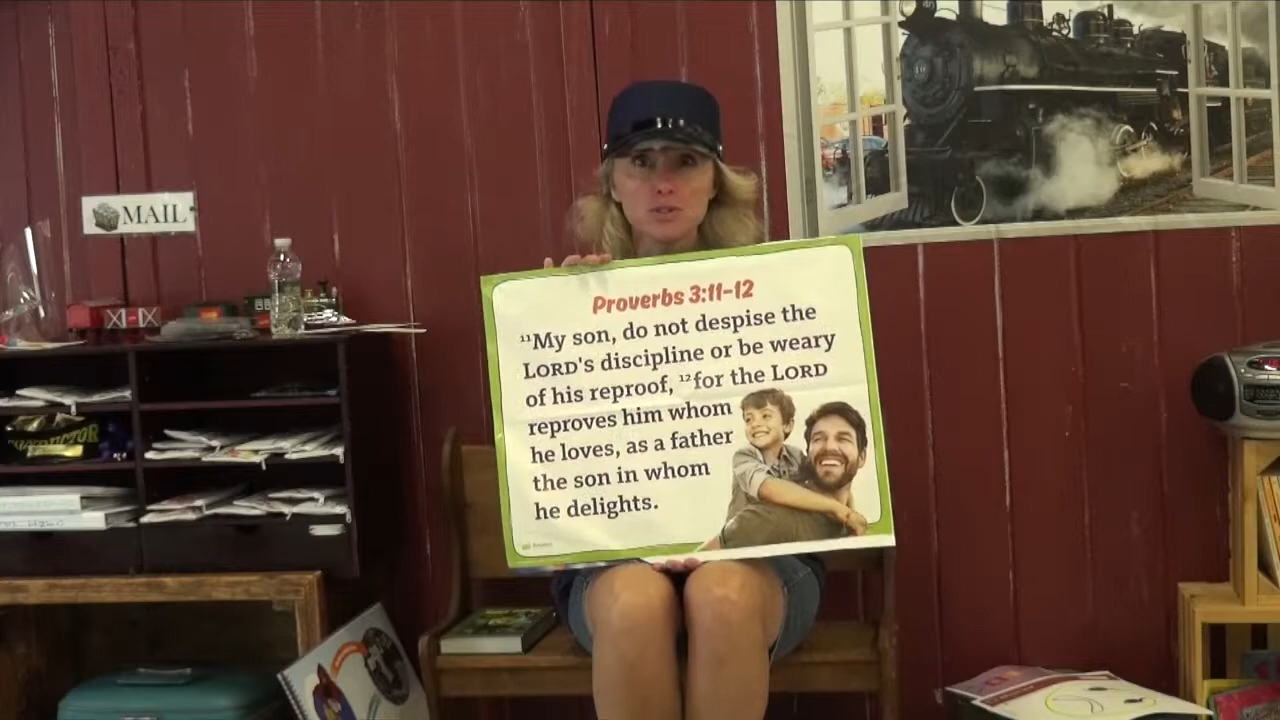 MAIL
Proverbs 3:11-12
¹¹My son, do not despise the
LORD's discipline or be weary
of his reproof, ¹²for the LORD
reproves him whom
he loves, as a father
the son in whom
he delights.
CONDUCTOR